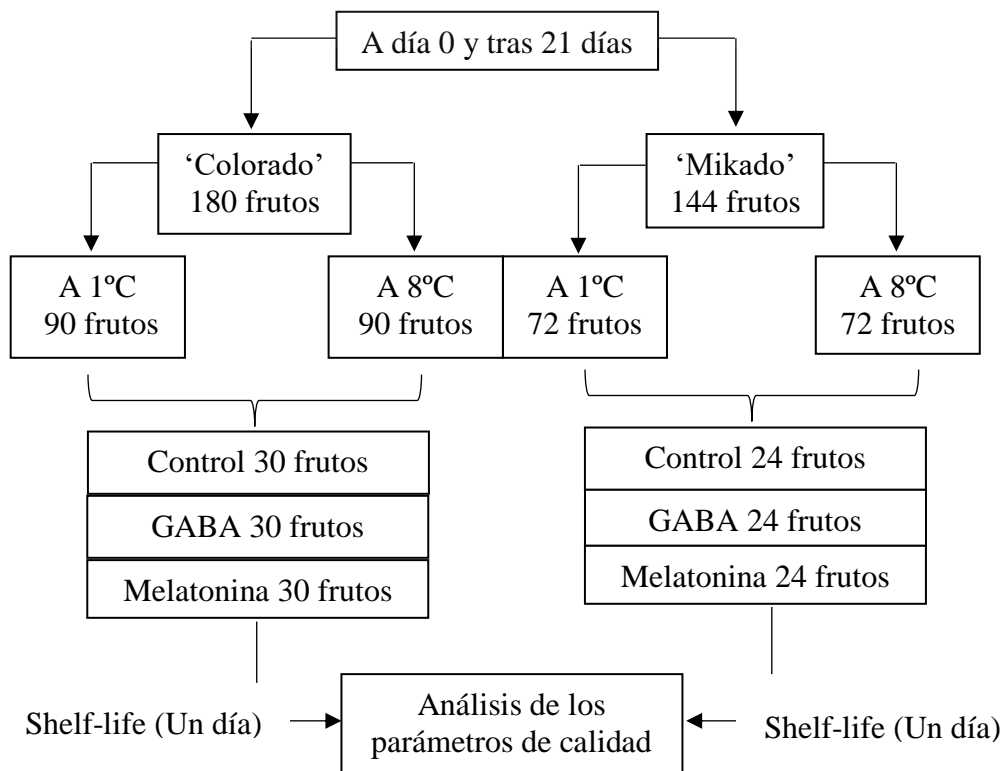 A día 0 y tras 21 días
‘Colorado’
180 frutos
‘Mikado’
144 frutos
A 1ºC
90 frutos
A 8ºC
90 frutos
A 1ºC
72 frutos
A 8ºC
72 frutos
Control 30 frutos
GABA 30 frutos
Melatonina 30 frutos
Control 24 frutos
GABA 24 frutos
Melatonina 24 frutos
Shelf-life (Un día)
Análisis de los
parámetros de calidad
Shelf-life (Un día)